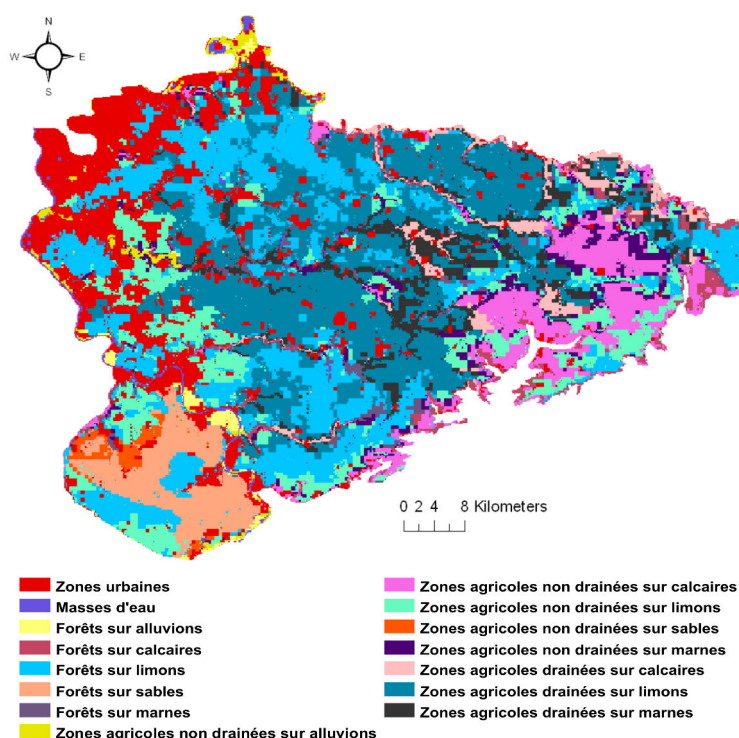 N
W E
S
0 2 4 8 Kilometers
Zones urbaines
Masses d'eau
Forêts sur alluvions
Forêts sur calcaires
Forêts sur limons
Forêts sur sables
Forêts sur marnes
Zones agricoles non drainées sur alluvions
Zones agricoles non drainées sur calcaires
Zones agricoles non drainées sur limons
Zones agricoles non drainées sur sables
Zones agricoles non drainées sur marnes
Zones agricoles drainées sur calcaires
Zones agricoles drainées sur limons
Zones agricoles drainées sur marnes